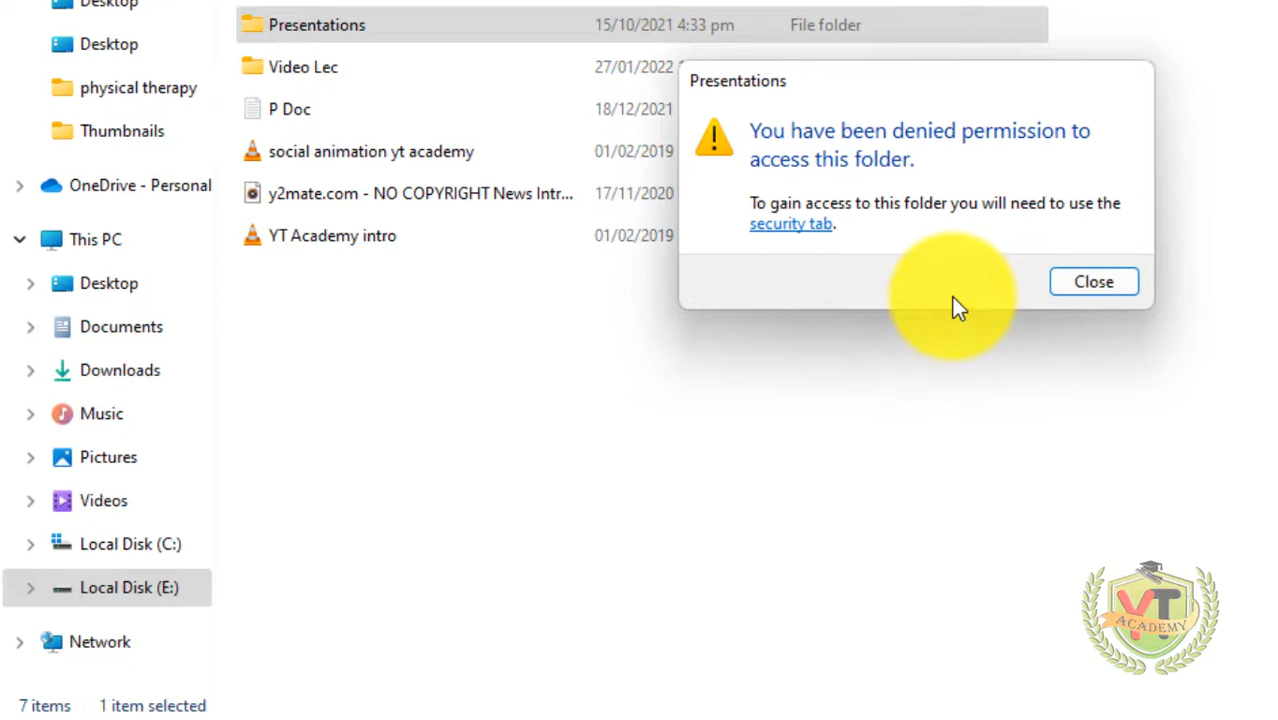 Desktop
Presentations 15/10/2021 4:33 pm File folder
Desktop
Video Lec 27/01/2022
Presentations
physical therapy
P Doc 18/12/2021
You have been denied permission to
access this folder.
Thumbnails
social animation yt academy 01/02/2019
OneDrive - Personal
y2mate.com - NO COPYRIGHT News Intr... 17/11/2020
To gain access to this folder you will need to use the
security tab.
This PC
YT Academy intro 01/02/2019
Close
Desktop
Documents
Downloads
Music
Pictures
Videos
Local Disk (C:)
Local Disk (E:)
YT
ACADEMY
Network
7 items 1 item selected